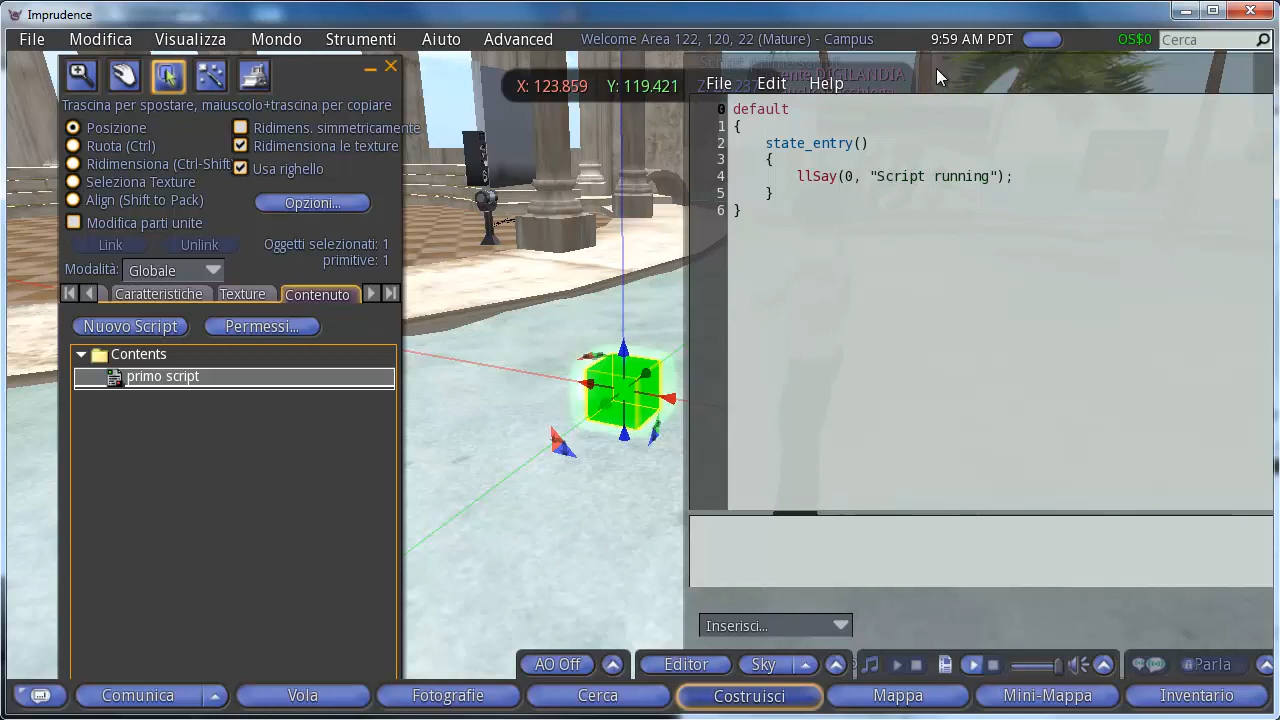 Imprudence
File Modifica Visualizza Mondo Strumenti Aiuto Advanced Welcome Area 122, 120, 22 (Mature) - Campus 9:59 AM PDT OS$0 Cerca
Trascina per spostare, maiuscolo+trascina per copiare
Posizione
Ruota (Ctrl)
Ridimensiona (Ctrl-Shift
Seleziona Texture
Align (Shift to Pack)
Modifica parti unite
Ridimens. simmetricamente
Ridimensiona le texture
Usa righello
Opzioni...
Link Unlink
Oggetti selezionati: 1
primitive: 1
Modalità: Globale
Caratteristiche Texture Contenuto
Nuovo Script Permessi...
Contents
primo script
X: 123.859 Y: 119.421
File Edit Help
0 default
1 {
2 state_entry()
3 {
4 llSay(0, "Script running");
5 }
6 }
Inserisci...
AO Off Editor Sky Parla
Comunica Vola Fotografie Cerca Costruisci Mappa Mini-Mappa Inventario